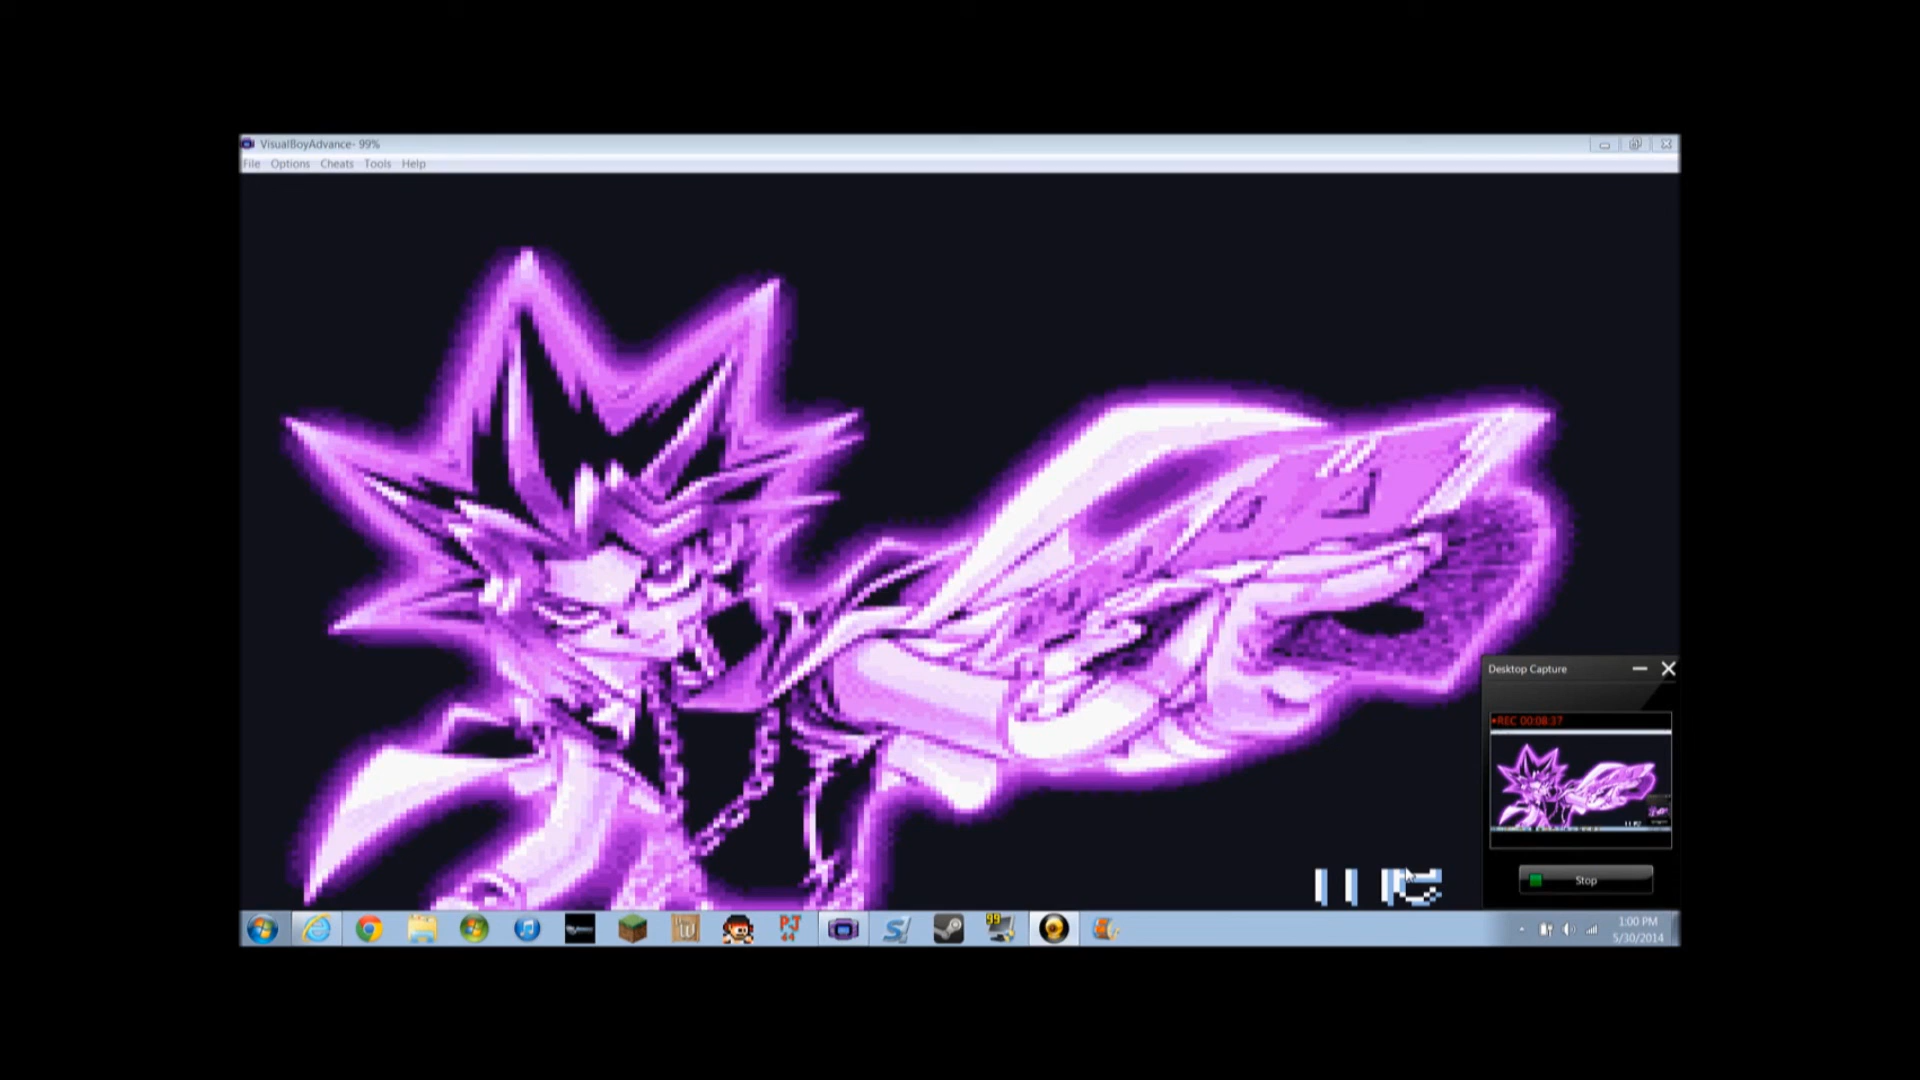 VisualBoyAdvance- 99%
File Options Cheats Tools Help
Desktop Capture
REC 00:08:37
Stop
99
1:00 PM
5/30/2014